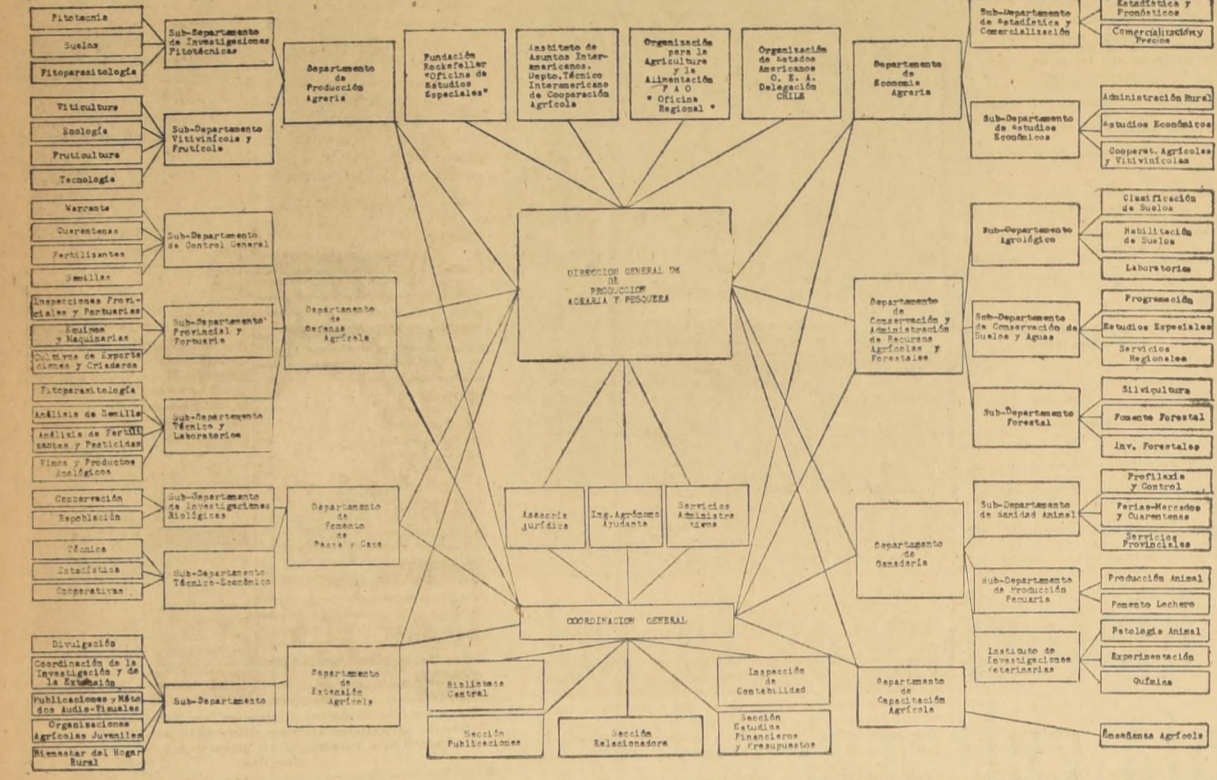 Fitotecnia
Suelos
Fitoparasitología
Sub-Departamento
de Investigaciones
Fitotécnicas
Viticultura
Enología
Fruticultura
Tecnología
Sub-Departamento
Vitivinícola y
Frutícola
Departamento
de
Producción
Agraria
Fundación
Rockefeller
"Oficina de
Estudios
Especiales"
Instituto de
Asuntos Inter-
americanos.
Depto.Técnico
Interamericano
de Cooperación
Agrícola
Organización
para la
Agricultura
y la
Alimentación
F A O
" Oficina
Regional "
Organización
de Estados
Americanos
O. E. A.
Delegación
CHILE
Departamento
de
Economía
Agraria
Sub-Departamento
de Estadística y
Comercialización
Estadística y
Pronósticos
Comercialización y
Precios
Sub-Departamento
de Estudios
Económicos
Administración Rural
Estudios Económicos
Cooperat. Agrícolas
y Vitivinícolas
Warrants
Cuarentenas
Fertilizantes
Semillas
Sub-Departamento
de Control General
Inspecciones Provin-
ciales y Portuarias
Equipos
y Maquinarias
Cultivos de Exporta
ciones y Criaderos
Sub-Departamento
Provincial y
Portuario
Fitoparasitología
Análisis de Semilla
Análisis de Fertili
zantes y Pesticidas
Vinos y Productos
Enológicos
Sub-Departamento
Técnico y
Laboratorios
Departamento
de
Defensa
Agrícola
DIRECCION GENERAL DE
DE
PRODUCCION
AGRARIA Y PESQUERA
Departamento
de
Conservación y
Administración
de Recursos
Agrícolas y
Forestales
Sub-Departamento
Agrológico
Clasificación
de Suelos
Habilitación
de Suelos
Laboratorios
Sub-Departamento
de Conservación de
Suelos y Aguas
Programación
Estudios Especiales
Servicios
Regionales
Sub-Departamento
Forestal
Silvicultura
Fomento Forestal
Inv. Forestales
Conservación
Repoblación
Sub-Departamento
de Investigaciones
Biológicas
Técnica
Estadística
Cooperativas
Sub-Departamento
Técnico-Económico
Departamento
de
Fomento
de
Pesca y Caza
Asesoría
jurídica
Ing.Agrónomo
Ayudante
Servicios
Administra
tivos
COORDINACION GENERAL
Departamento
de
Ganadería
Sub-Departamento
de Sanidad Animal
Profilaxis
y Control
Ferias-Mercados
y Cuarentenas
Servicios
Provinciales
Sub-Departamento
de Producción
Pecuaria
Producción Animal
Fomento Lechero
Instituto de
Investigaciones
Veterinarias
Patología Animal
Experimentación
Química
Divulgación
Coordinación de la
Investigación y de
la Extensión
Publicaciones y Méto
dos Audio-Visuales
Organizaciones
Agrícolas Juveniles
Bienestar del Hogar
Rural
Sub-Departamento
Departamento
de
Extensión
Agrícola
Biblioteca
Central
Sección
Publicaciones
Sección
Relacionadora
Inspección
de
Contabilidad
Sección
Estudios
Financieros
y Presupuestos
Departamento
de
Capacitación
Agrícola
Enseñanza Agrícola